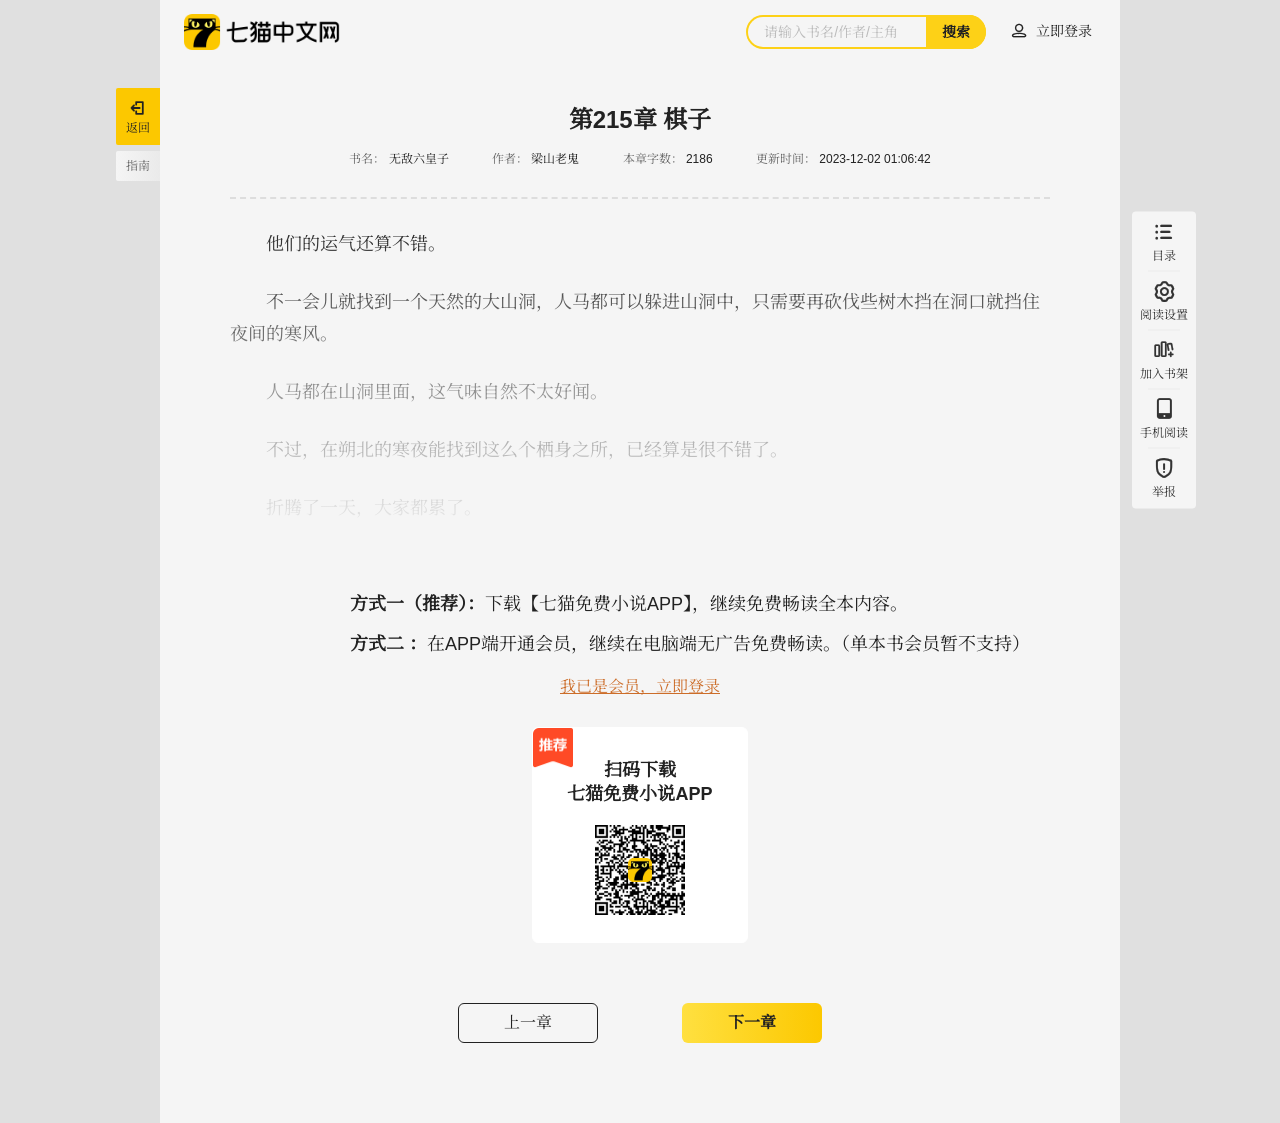 七猫中文网
请输入书名/作者/主角
搜索
立即登录
返回
指南
第215章 棋子
书名： 无敌六皇子 作者： 梁山老鬼 本章字数： 2186 更新时间： 2023-12-02 01:06:42
他们的运气还算不错。
不一会儿就找到一个天然的大山洞，人马都可以躲进山洞中，只需要再砍伐些树木挡在洞口就挡住
夜间的寒风。
人马都在山洞里面，这气味自然不太好闻。
不过，在朔北的寒夜能找到这么个栖身之所，已经算是很不错了。
折腾了一天，大家都累了。
目录
阅读设置
加入书架
手机阅读
举报
方式一（推荐）：下载【七猫免费小说APP】，继续免费畅读全本内容。
方式二 ：在APP端开通会员，继续在电脑端无广告免费畅读。（单本书会员暂不支持）
我已是会员，立即登录
推荐
扫码下载
七猫免费小说APP
上一章
下一章